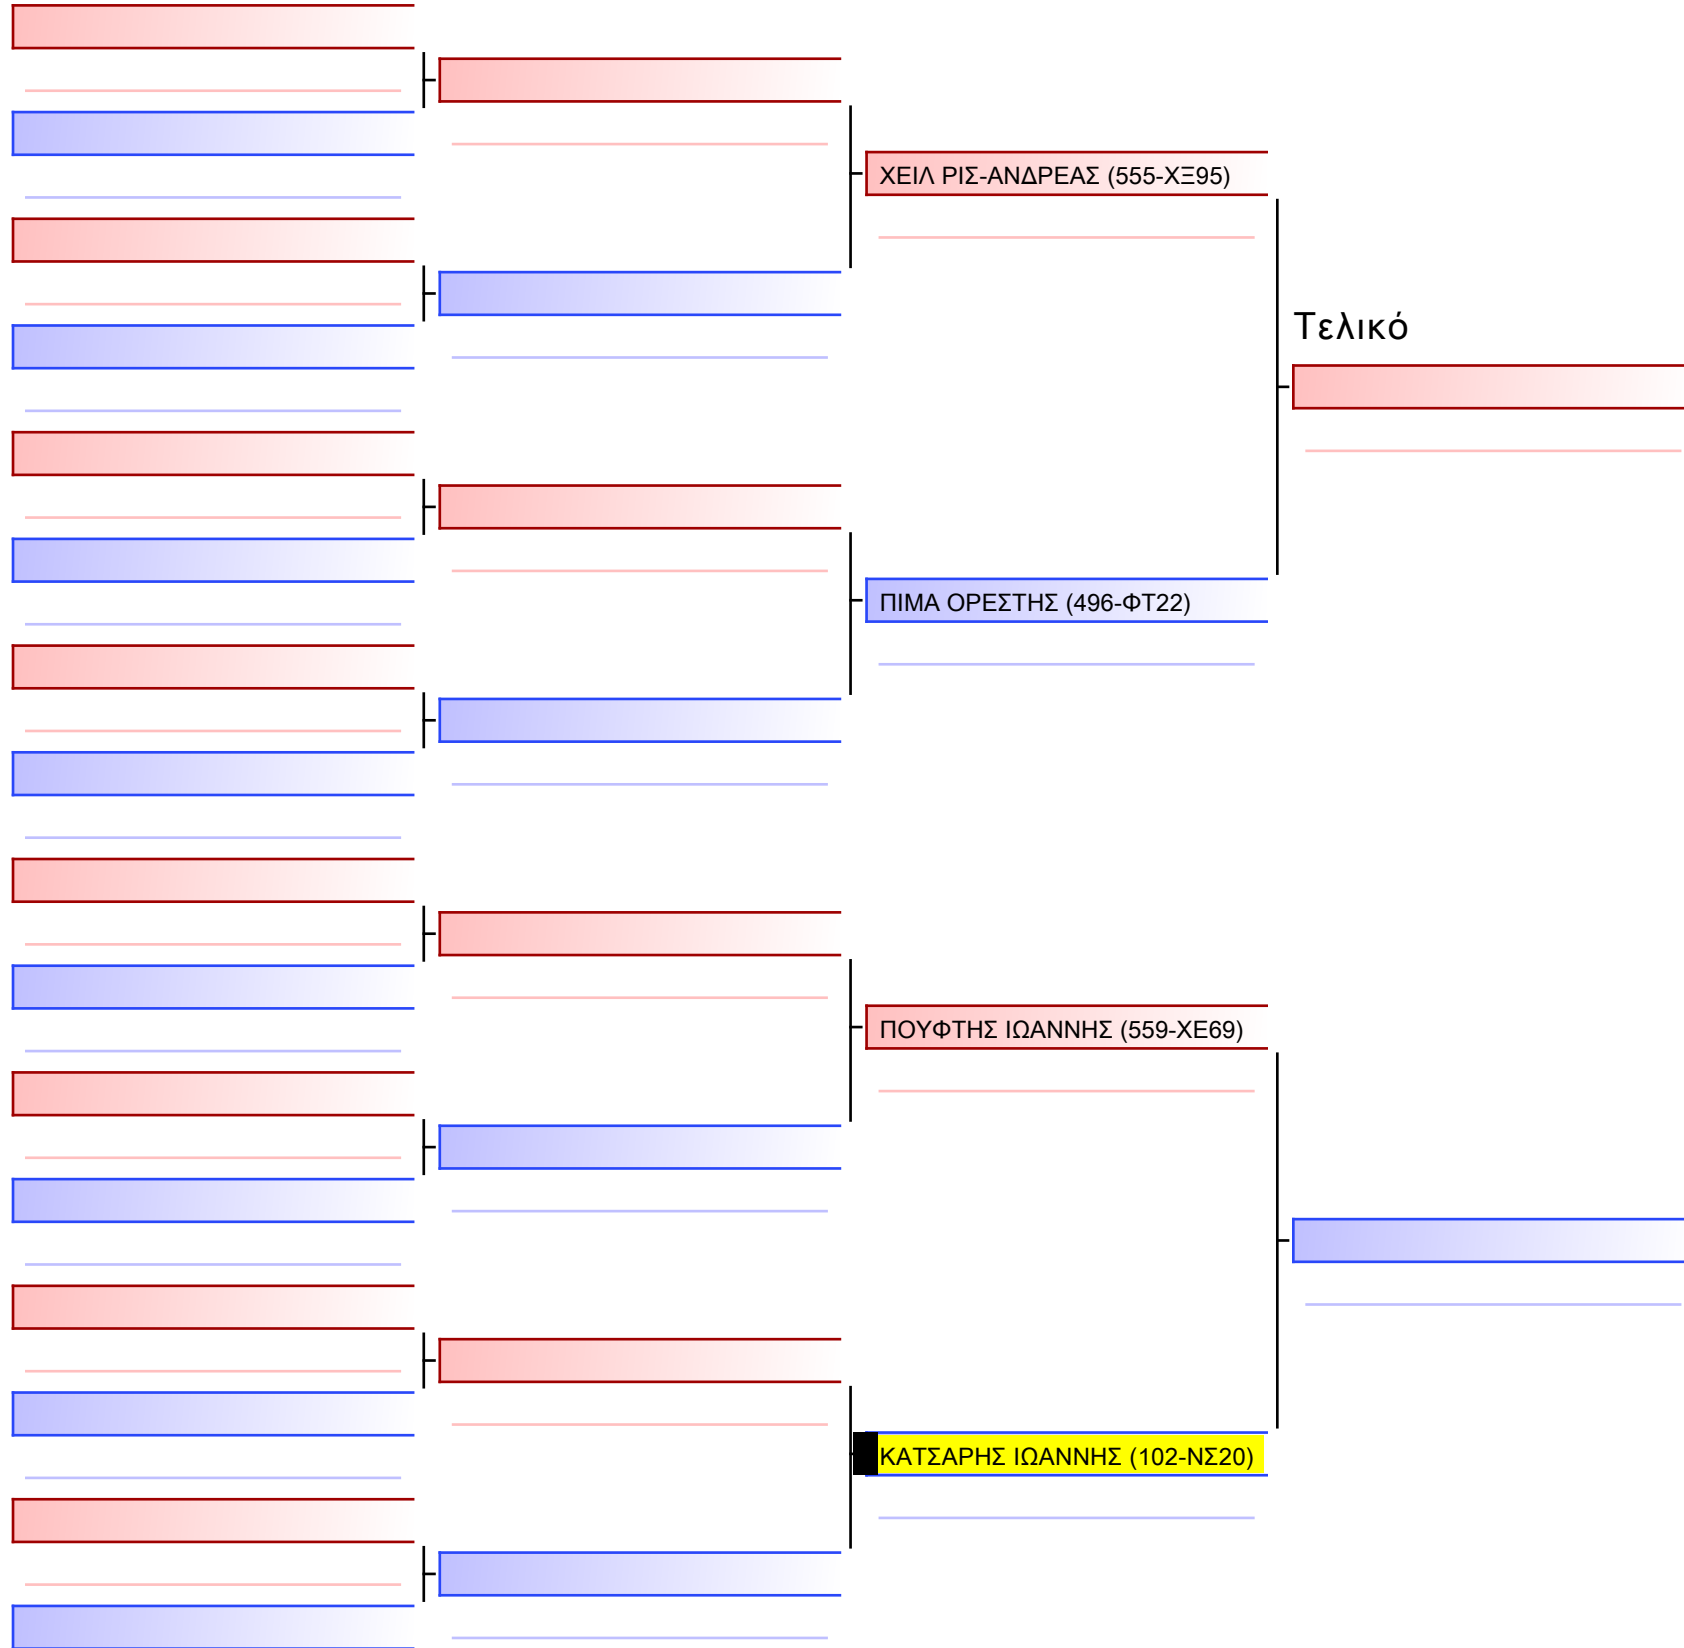 ΧΕΙΛ ΡΙΣ-ΑΝΔΡΕΑΣ (555-ΧΞ95)
Τελικό
ΠΙΜΑ ΟΡΕΣΤΗΣ (496-ΦΤ22)
ΠΟΥΦΤΗΣ ΙΩΑΝΝΗΣ (559-ΧΕ69)
ΚΑΤΣΑΡΗΣ ΙΩΑΝΝΗΣ (102-ΝΣ20)